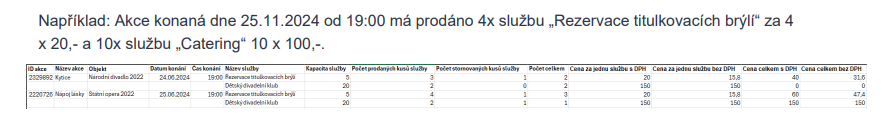 Například: Akce konaná dne 25.11.2024 od 19:00 má prodáno 4x službu „Rezervace titulkovacích brýlí“ za 4
x 20,- a 10x službu „Catering“ 10 x 100,-.
ID akce Název akce Objekt Datum konání Čas konání Název služby Kapacita služby Počet prodaných kusů služby Počet stornovaných kusů služby Počet celkem Cena za jednu službu s DPH Cena za jednu službu bez DPH Cena celkem s DPH Cena celkem bez DPH
2329892 Kytice Národní divadlo 2022 24.06.2024 19:00 Rezervace titulkovacích brýlí 5 3 1 2 20 15,8 40 31,6
Dětský divadelní klub 20 2 0 2 150 150 0 0
2220726 Nápoj lásky Státní opera 2022 25.06.2024 19:00 Rezervace titulkovacích brýlí 5 4 1 3 20 15,8 60 47,4
Dětský divadelní klub 20 2 1 1 150 150 150 150